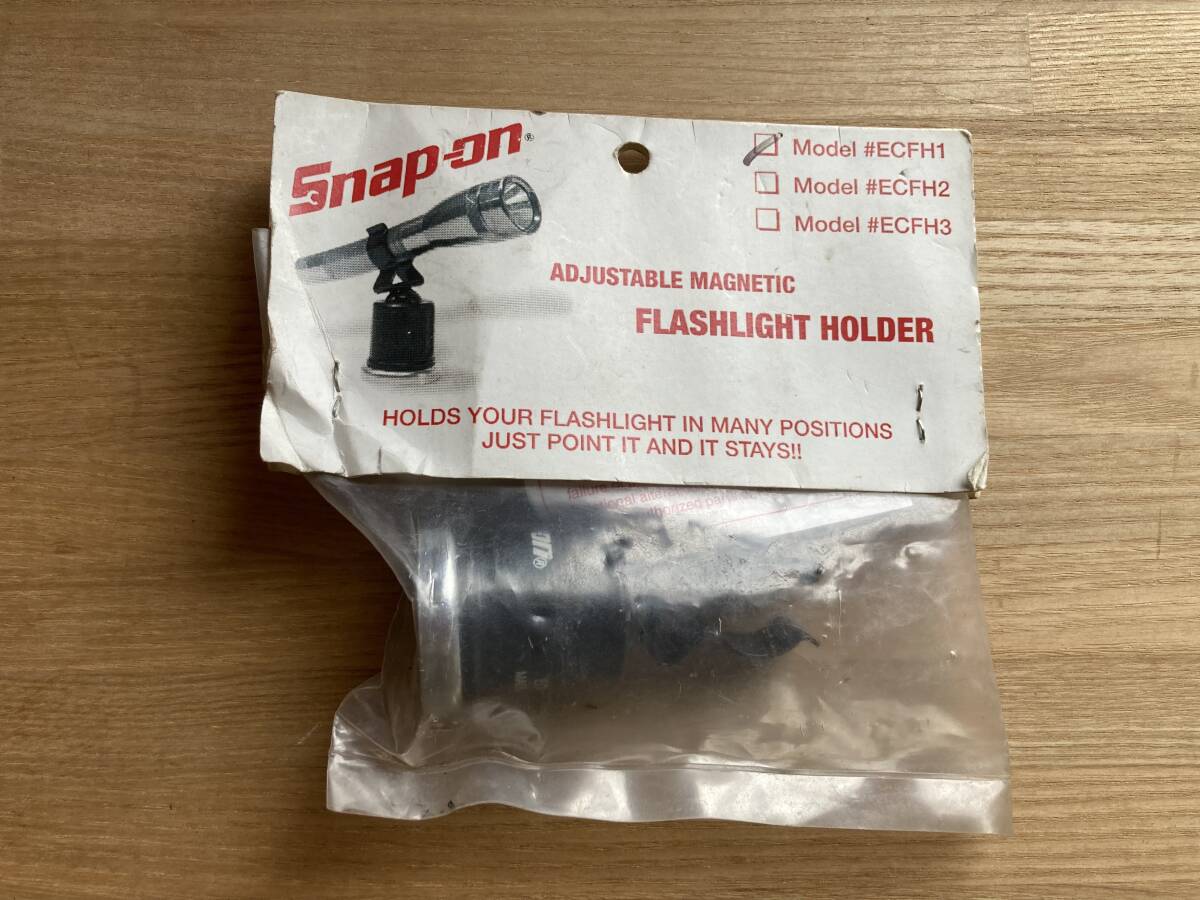 Snap-on®
Model #ECFH1
Model #ECFH2
Model #ECFH3
ADJUSTABLE MAGNETIC
FLASHLIGHT HOLDER
HOLDS YOUR FLASHLIGHT IN MANY POSITIONS
JUST POINT IT AND IT STAYS!!